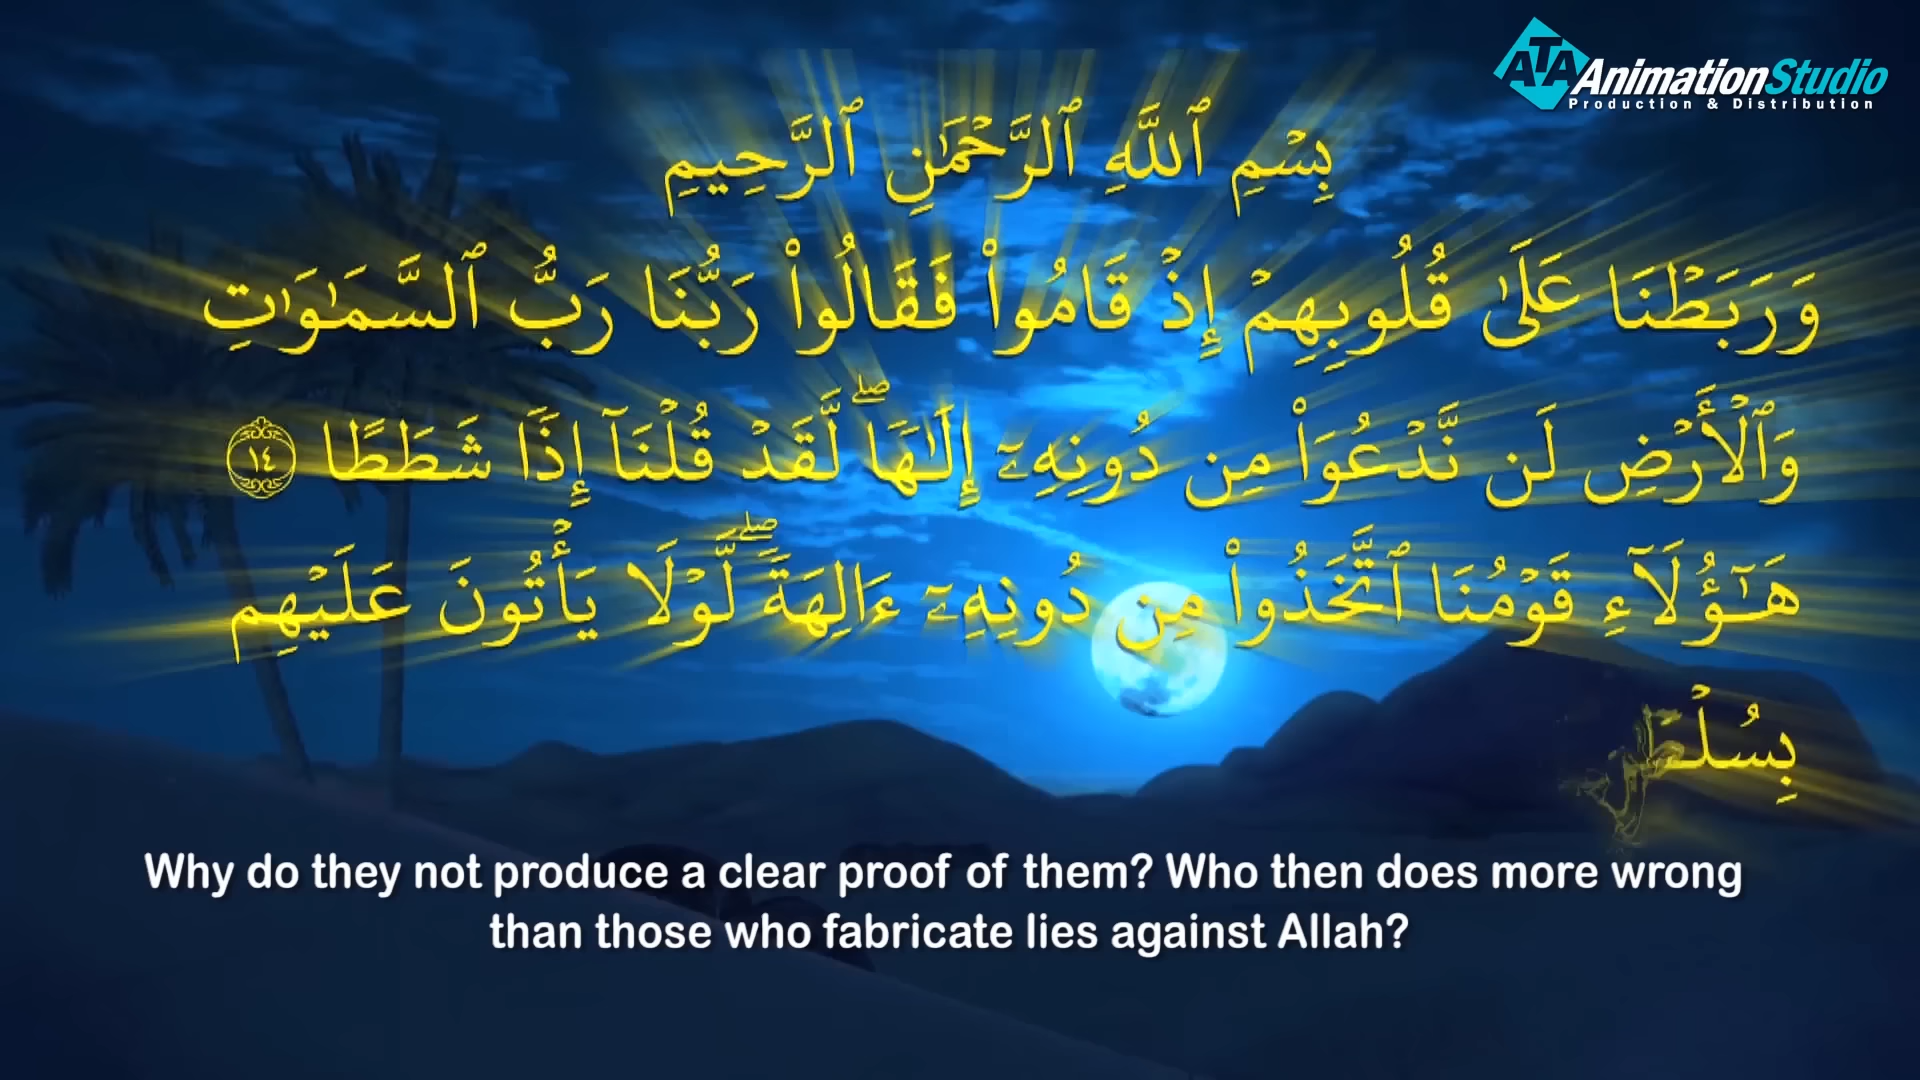 ATA AnimationStudio
Production & Distribution
بِسْمِ ٱللَّهِ ٱلرَّحْمَٰنِ ٱلرَّحِيمِ
وَرَبَطْنَا عَلَىٰ قُلُوبِهِمْ إِذْ قَامُوا۟ فَقَالُوا۟ رَبُّنَا رَبُّ ٱلسَّمَٰوَٰتِ
وَٱلْأَرْضِ لَن نَّدْعُوَا۟ مِن دُونِهِۦٓ إِلَٰهًا ۖ لَّقَدْ قُلْنَآ إِذًا شَطَطًا ١٤
هَٰٓؤُلَآءِ قَوْمُنَا ٱتَّخَذُوا۟ مِن دُونِهِۦٓ ءَالِهَةً ۖ لَّوْلَا يَأْتُونَ عَلَيْهِم
Why do they not produce a clear proof of them? Who then does more wrong
than those who fabricate lies against Allah?